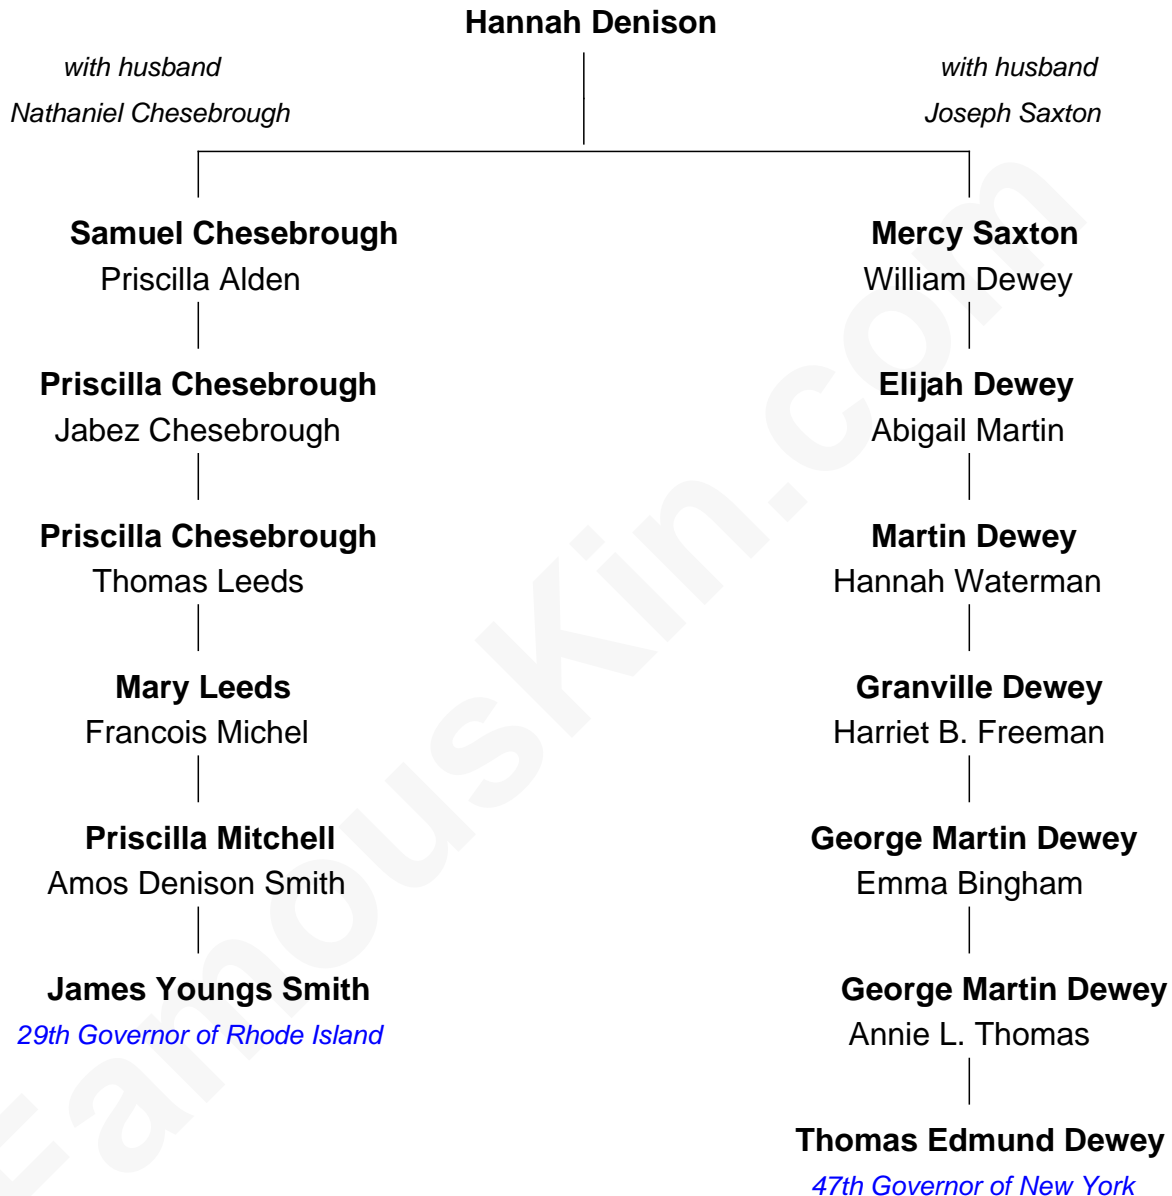 Hannah Denison
with husband
Nathaniel Chesebrough
with husband
Joseph Saxton
Samuel Chesebrough
Priscilla Alden
Mercy Saxton
William Dewey
Priscilla Chesebrough
Jabez Chesebrough
Elijah Dewey
Abigail Martin
Priscilla Chesebrough
Thomas Leeds
Martin Dewey
Hannah Waterman
Mary Leeds
Francois Michel
Granville Dewey
Harriet B. Freeman
Priscilla Mitchell
Amos Denison Smith
George Martin Dewey
Emma Bingham
James Youngs Smith
29th Governor of Rhode Island
George Martin Dewey
Annie L. Thomas
Thomas Edmund Dewey
47th Governor of New York
FamousKin.com